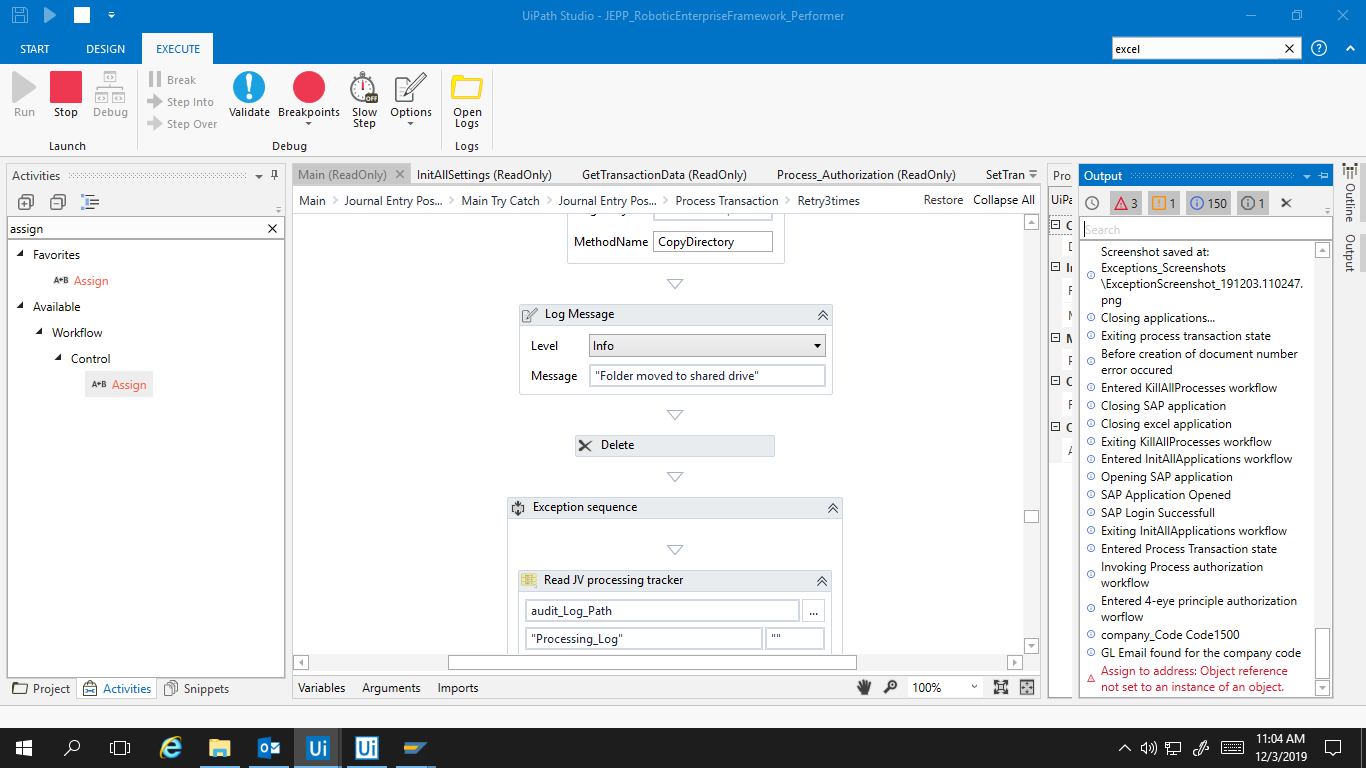 UiPath Studio - JEPP_RoboticEnterpriseFramework_Performer
START DESIGN EXECUTE
excel
Run
Stop
Debug
Launch
Break
Step Into
Step Over
Validate
Breakpoints
Slow
Step
Options
Debug
Open
Logs
Logs
Activities
assign
Favorites
A+B Assign
Available
Workflow
Control
A+B Assign
Project Activities Snippets
Main (ReadOnly) InitAllSettings (ReadOnly) GetTransactionData (ReadOnly) Process_Authorization (ReadOnly) SetTran
Main Journal Entry Pos... Main Try Catch Journal Entry Pos... Process Transaction Retry3times Restore Collapse All
MethodName CopyDirectory
Log Message
Level Info
Message "Folder moved to shared drive"
Delete
Exception sequence
Read JV processing tracker
audit_Log_Path ...
"Processing_Log" ""
Variables Arguments Imports 100%
Pro
UiPa
Output
3 1 150 1
Search
Screenshot saved at:
Exceptions_Screenshots
\ExceptionScreenshot_191203.110247.
png
Closing applications...
Exiting process transaction state
Before creation of document number
error occured
Entered KillAllProcesses workflow
Closing SAP application
Closing excel application
Exiting KillAllProcesses workflow
Entered InitAllApplications workflow
Opening SAP application
SAP Application Opened
SAP Login Successfull
Exiting InitAllApplications workflow
Entered Process Transaction state
Invoking Process authorization
workflow
Entered 4-eye principle authorization
worflow
company_Code Code1500
GL Email found for the company code
Assign to address: Object reference
not set to an instance of an object.
Outline
Output
11:04 AM
12/3/2019